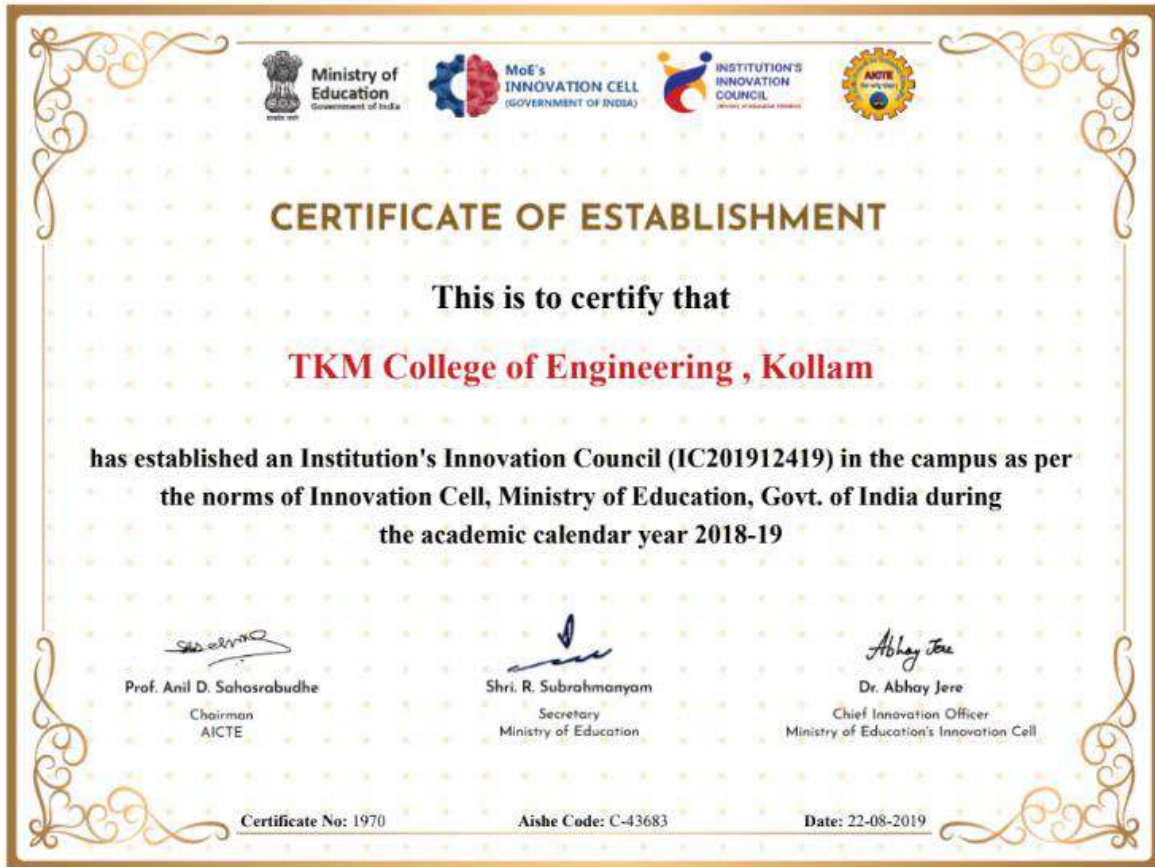 Ministry of
Education
Government of India
MoE's
INNOVATION CELL
(GOVERNMENT OF INDIA)
INSTITUTION'S
INNOVATION
COUNCIL
AICTE
CERTIFICATE OF ESTABLISHMENT
This is to certify that
TKM College of Engineering , Kollam
has established an Institution's Innovation Council (IC201912419) in the campus as per
the norms of Innovation Cell, Ministry of Education, Govt. of India during
the academic calendar year 2018-19
Abhay Jere
Prof. Anil D. Sahasrabudhe Shri. R. Subrahmanyam Dr. Abhay Jere
Chairman Secretary Chief Innovation Officer
AICTE Ministry of Education Ministry of Education's Innovation Cell
Certificate No: 1970 Aishe Code: C-43683 Date: 22-08-2019